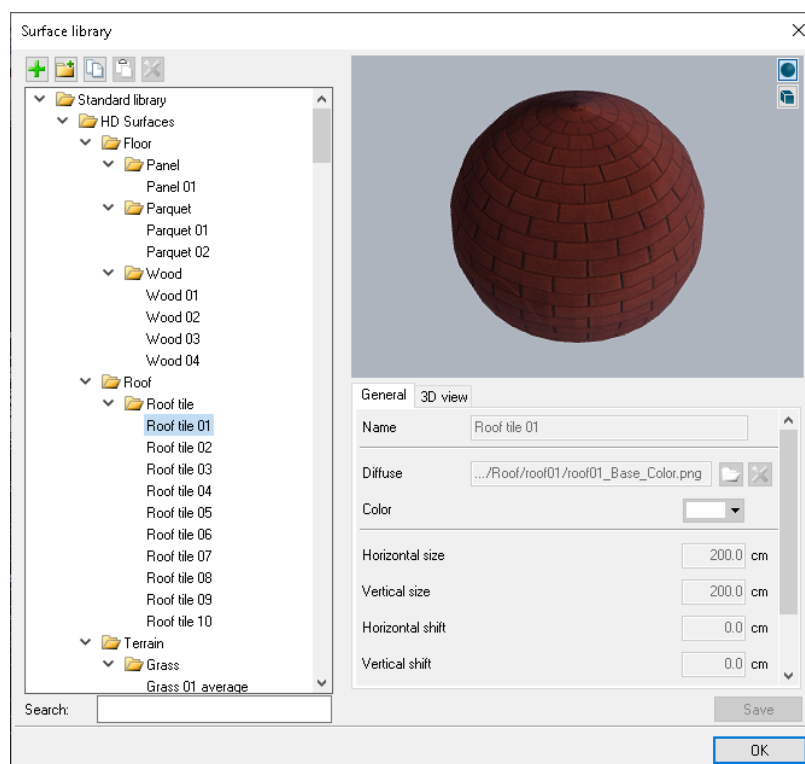 Surface library
Standard library
HD Surfaces
Floor
Panel
Panel 01
Parquet
Parquet 01
Parquet 02
Wood
Wood 01
Wood 02
Wood 03
Wood 04
Roof
Roof tile
Roof tile 01
Roof tile 02
Roof tile 03
Roof tile 04
Roof tile 05
Roof tile 06
Roof tile 07
Roof tile 08
Roof tile 09
Roof tile 10
Terrain
Grass
Grass 01 average
Search:
General 3D view
Name Roof tile 01
Diffuse .../Roof/roof01/roof01_Base_Color.png
Color
Horizontal size 200.0 cm
Vertical size 200.0 cm
Horizontal shift 0.0 cm
Vertical shift 0.0 cm
Save
OK